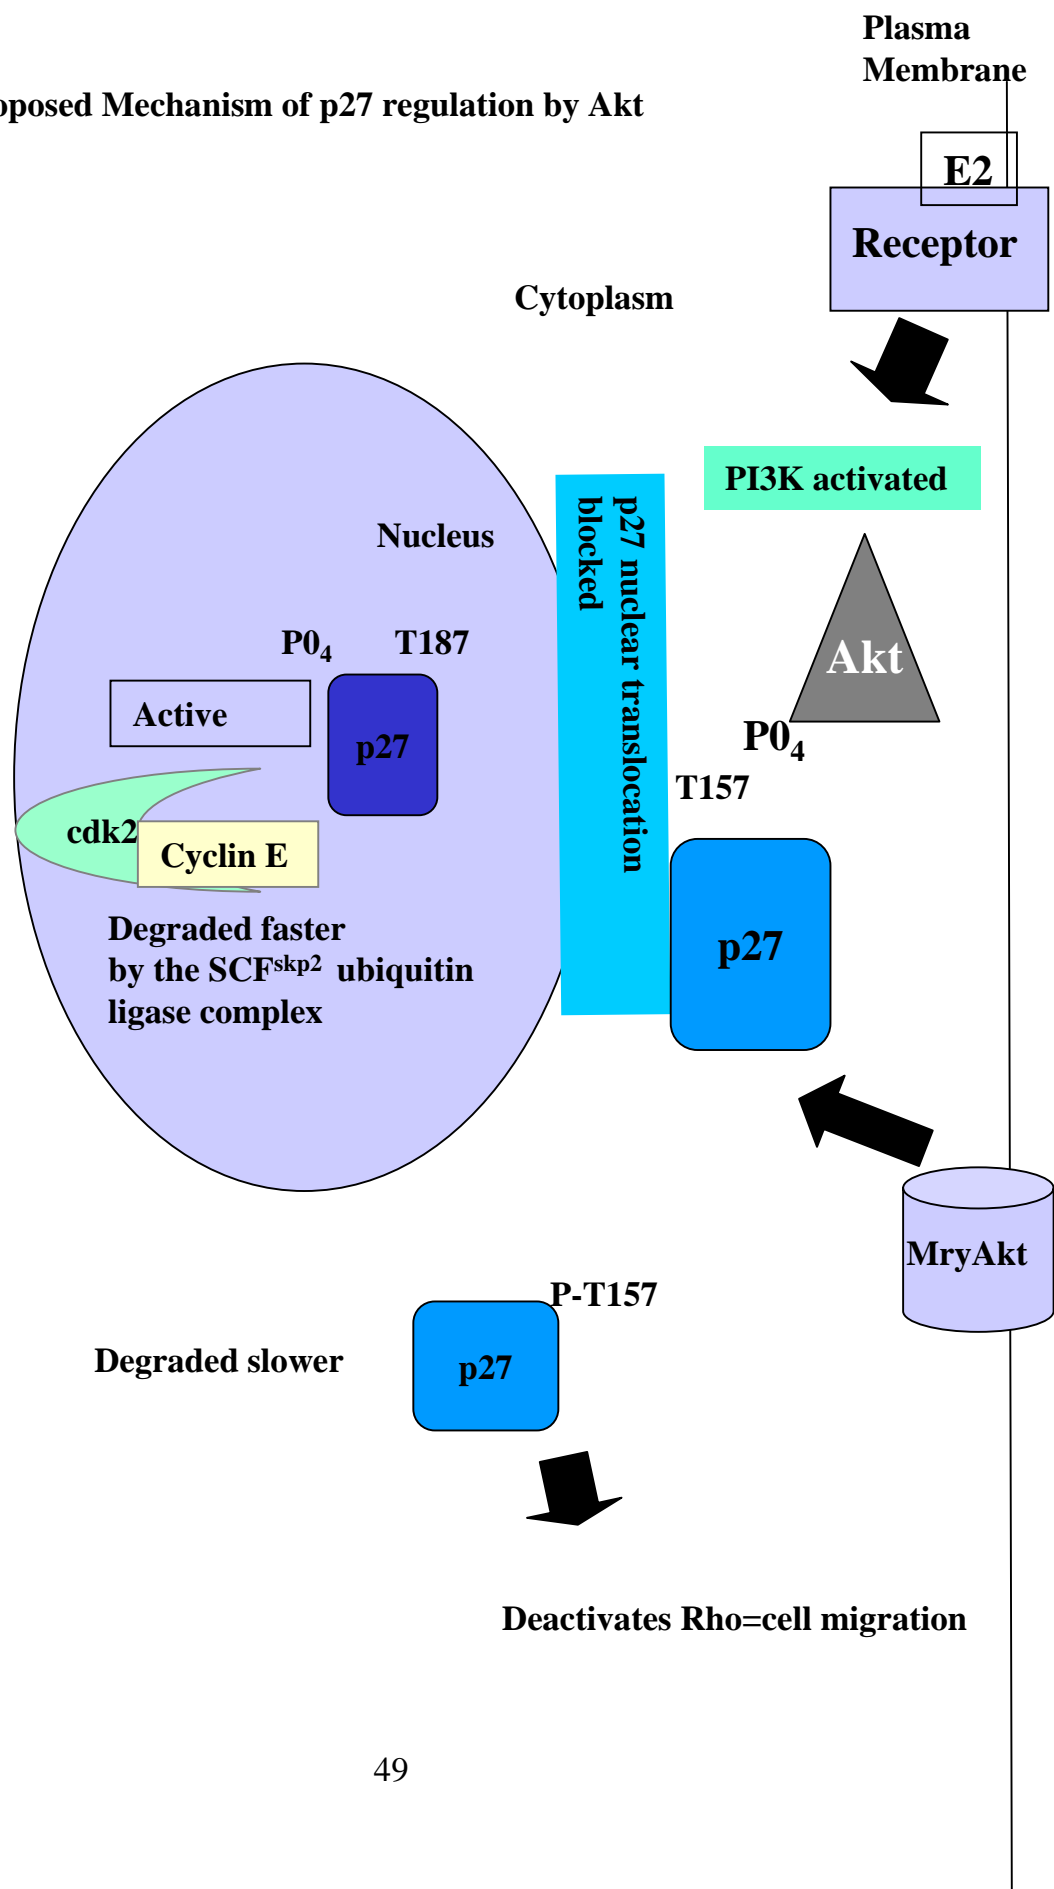 Plasma
Membrane
oposed Mechanism of p27 regulation by Akt
E2
Receptor
Cytoplasm
PI3K activated
Nucleus
p27 nuclear translocation
blocked
P0₄ T187
Akt
Active
p27
P0₄
T157
cdk2
Cyclin E
p27
Degraded faster
by the SCFˢᵏᵖ² ubiquitin
ligase complex
MryAkt
P-T157
Degraded slower
p27
Deactivates Rho=cell migration
49